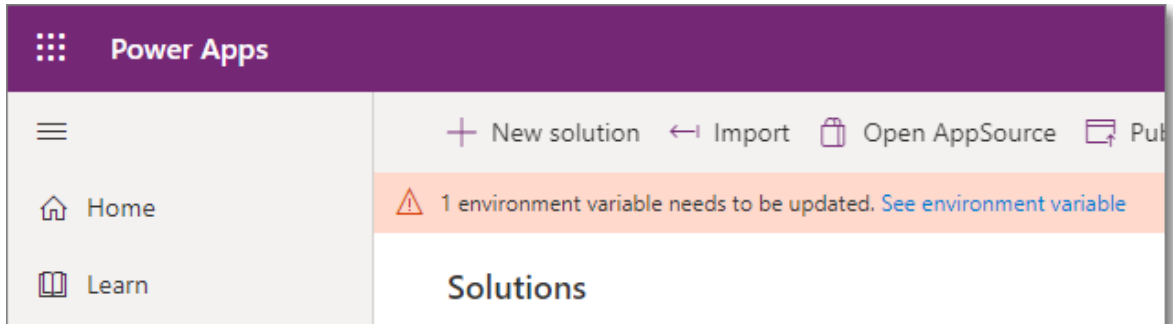 Power Apps
New solution Import Open AppSource
1 environment variable needs to be updated. See environment variable
Home
Solutions
Learn